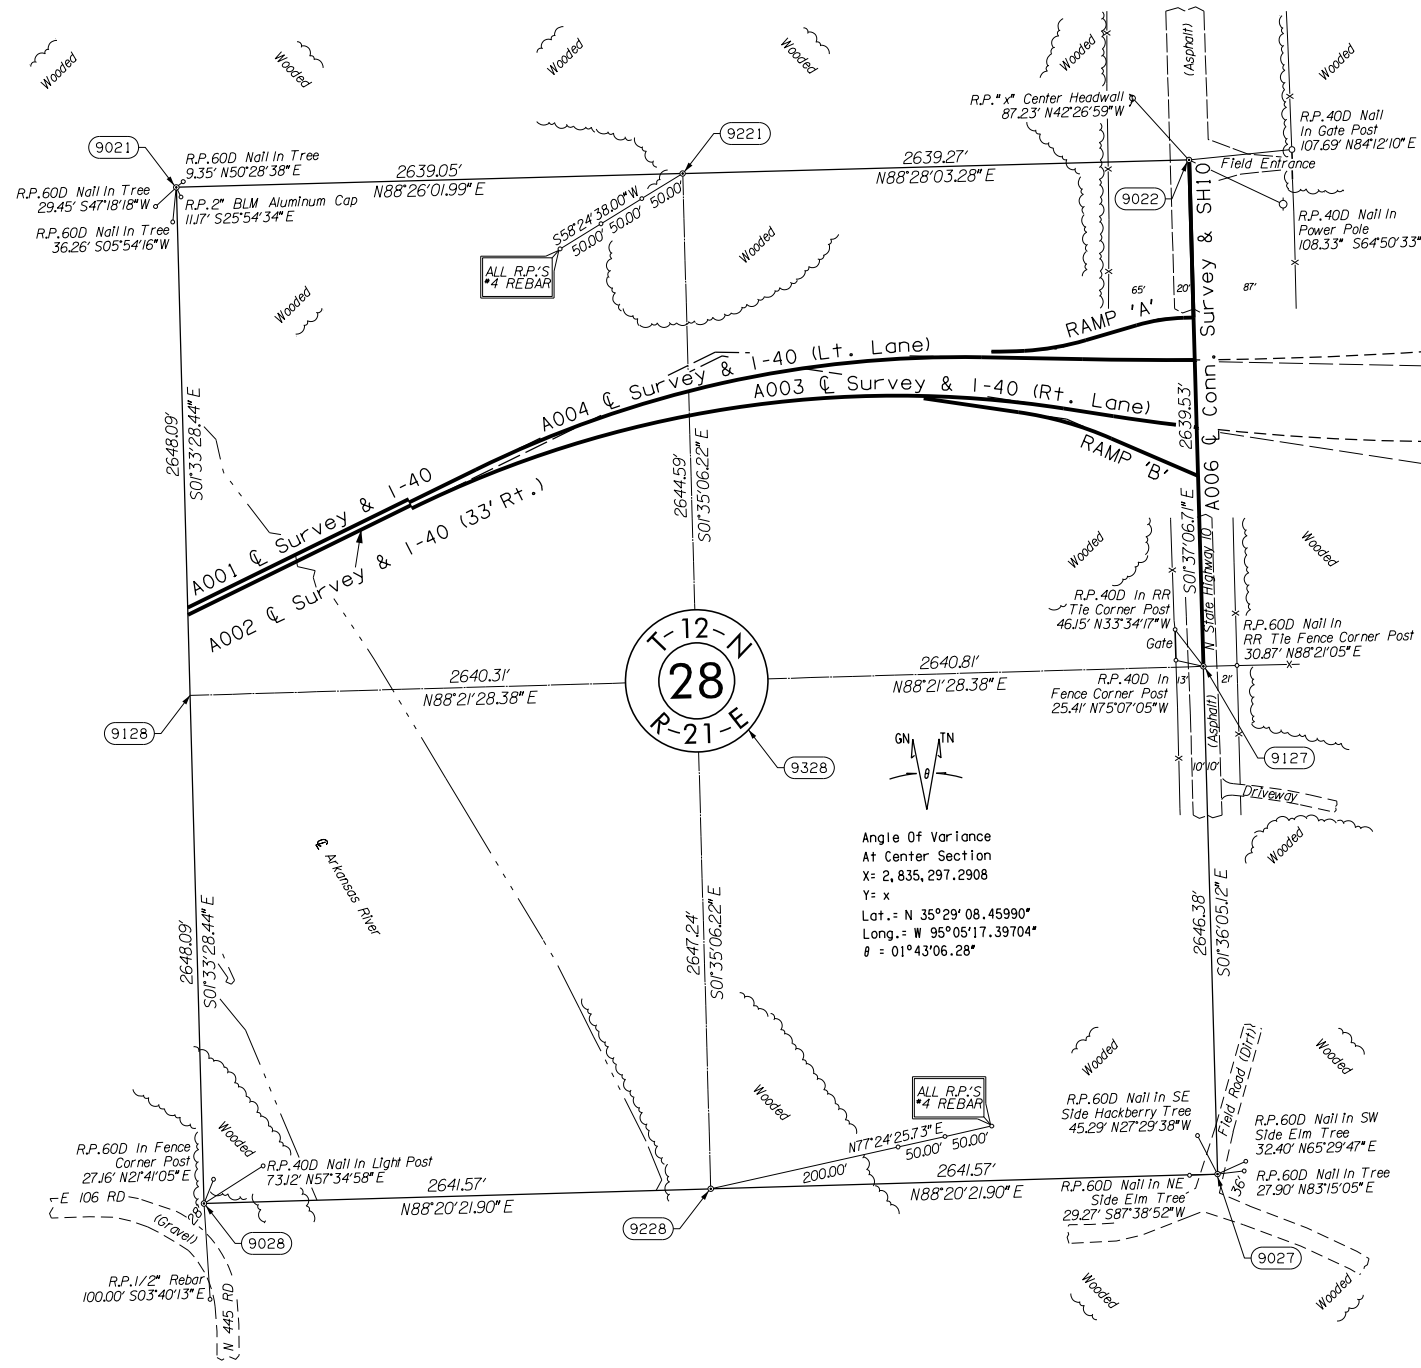 Wooded
Wooded
Wooded
Wooded
Wooded
Wooded
(Asphalt)
R.P."x" Center Headwall
87.23' N42°26'59"W
R.P.40D Nail
In Gate Post
107.69' N84°12'10"E
9021
9221
R.P.60D Nail In Tree
9.35' N50°28'38"E
2639.05'
N88°26'01.99"E
2639.27'
N88°28'03.28"E
Field Entrance
R.P.60D Nail In Tree
29.45' S47°18'18"W
R.P.2" BLM Aluminum Cap
11.17' S25°54'34"E
R.P.60D Nail In Tree
36.26' S05°54'16"W
9022
R.P.40D Nail In
Power Pole
108.33" S64°50'33"
S58°24'38.00"W
50.00' 50.00' 50.00'
ALL R.P.'S
#4 REBAR
Wooded
Wooded
65' 20' 87'
RAMP 'A'
A006 ℄ Conn. Survey & SH10
A004 ℄ Survey & I-40 (Lt. Lane)
A003 ℄ Survey & I-40 (Rt. Lane)
RAMP 'B'
2639.53'
S01°37'06.71"E
2648.09'
S01°33'28.44"E
2644.59'
S01°35'06.22"E
A001 ℄ Survey & I-40
A002 ℄ Survey & I-40 (33' Rt.)
Wooded
Wooded
N State Highway 10
R.P.40D In RR
Tie Corner Post
46.15' N33°34'17"W
Gate
R.P.60D Nail In
RR Tie Fence Corner Post
30.87' N88°21'05"E
T-12-N
28
R-21-E
2640.31'
N88°21'28.38"E
2640.81'
N88°21'28.38"E
R.P.40D In
Fence Corner Post
25.41' N75°07'05"W
13' 21'
(Asphalt)
10' 10'
9128
9328
9127
GN TN
θ
Driveway
Wooded
Angle Of Variance
At Center Section
X= 2,835,297.2908
Y= x
Lat.= N 35°29'08.45990"
Long.= W 95°05'17.39704"
θ = 01°43'06.28"
℄ Arkansas River
2648.09'
S01°33'28.44"E
2647.24'
S01°35'06.22"E
2646.38'
S01°36'05.12"E
Wooded
Wooded
Wooded
Wooded
Field Road (Dirt)
ALL R.P.'S
#4 REBAR
R.P.60D Nail in SE
Side Hackberry Tree
45.29' N27°29'38"W
R.P.60D Nail in SW
Side Elm Tree
32.40' N65°29'47"E
R.P.60D In Fence
Corner Post
27.16' N21°41'05"E
R.P.40D Nail In Light Post
73.12' N57°34'58"E
N77°24'25.73"E
200.00' 50.00' 50.00'
2641.57'
N88°20'21.90"E
2641.57'
N88°20'21.90"E
R.P.60D Nail in NE
Side Elm Tree
29.27' S87°38'52"W
36'
R.P.60D Nail in Tree
27.90' N83°15'05"E
E 106 RD
(Gravel)
28'
9028
9228
9027
R.P.1/2" Rebar
100.00' S03°40'13"E
N 445 RD
Wooded
Wooded